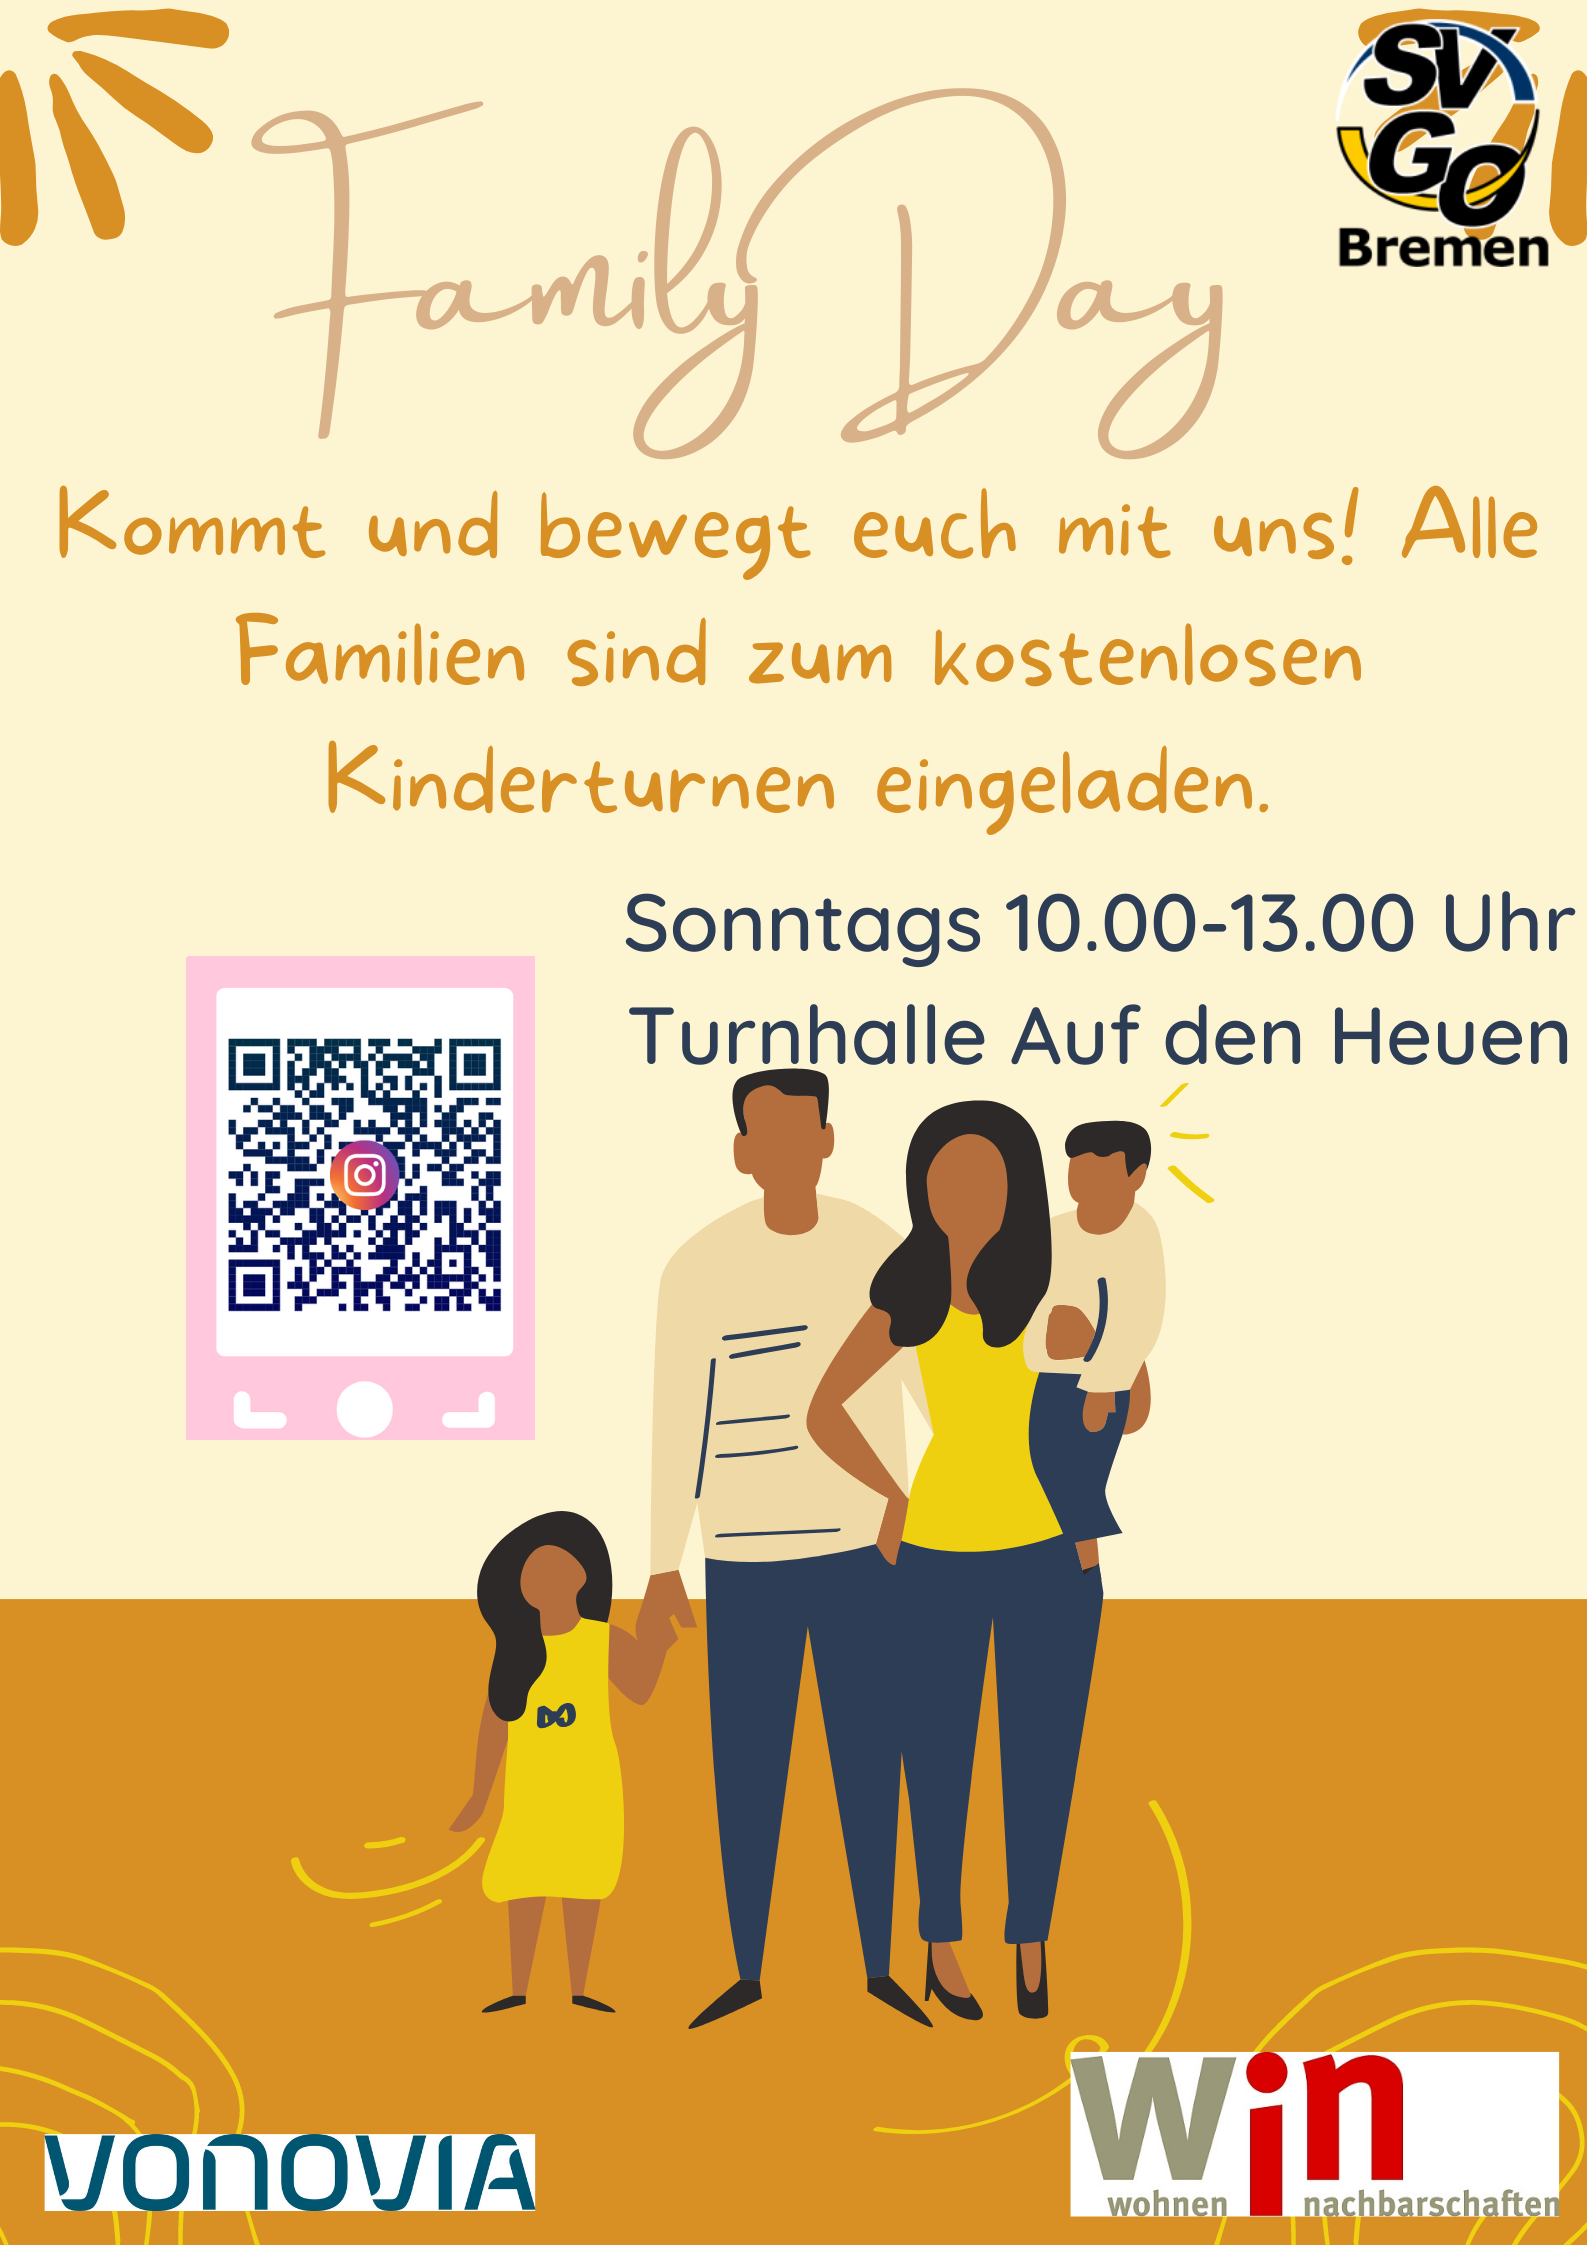 Family Day
SV
GO
Bremen
Kommt und bewegt euch mit uns! Alle
Familien sind zum kostenlosen
Kinderturnen eingeladen.
Sonntags 10.00-13.00 Uhr
Turnhalle Auf den Heuen
VONOVIA
win
wohnen in nachbarschaften